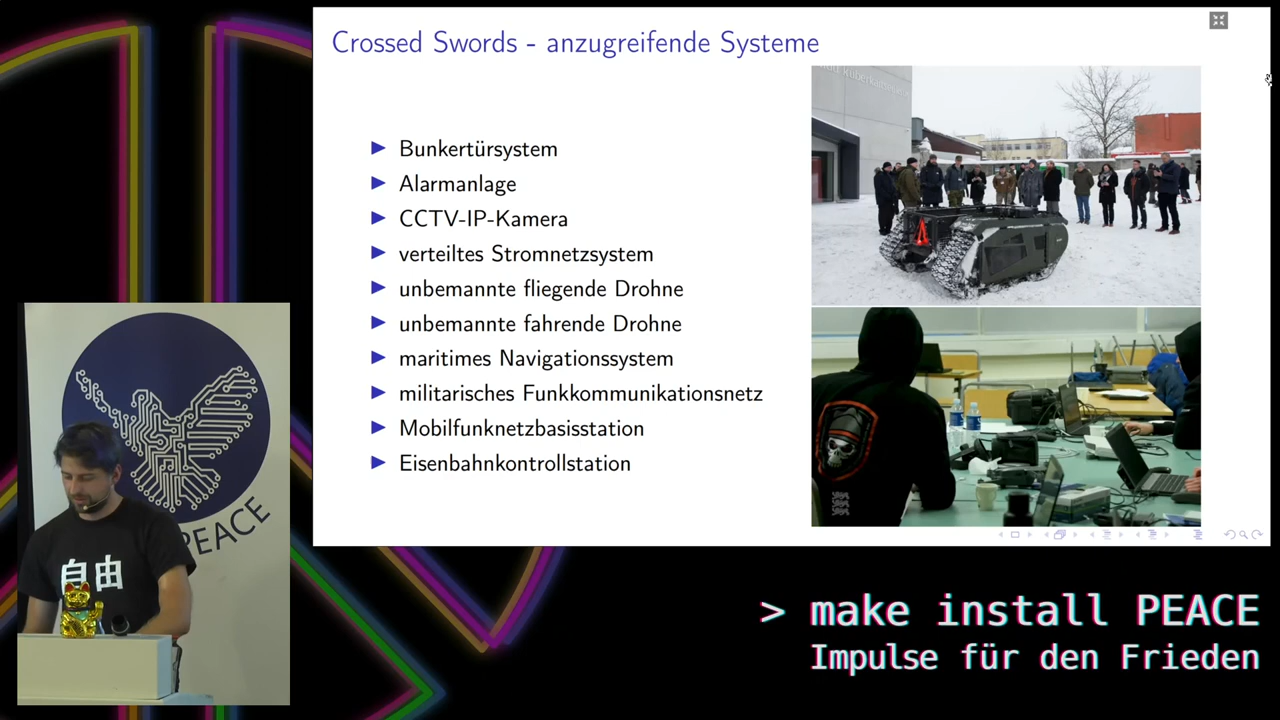 Crossed Swords - anzugreifende Systeme
Bunkertürsystem
Alarmanlage
CCTV-IP-Kamera
verteiltes Stromnetzsystem
unbemannte fliegende Drohne
unbemannte fahrende Drohne
maritimes Navigationssystem
militarisches Funkkommunikationsnetz
Mobilfunknetzbasisstation
Eisenbahnkontrollstation
PEACE
自由
> make install PEACE
Impulse für den Frieden